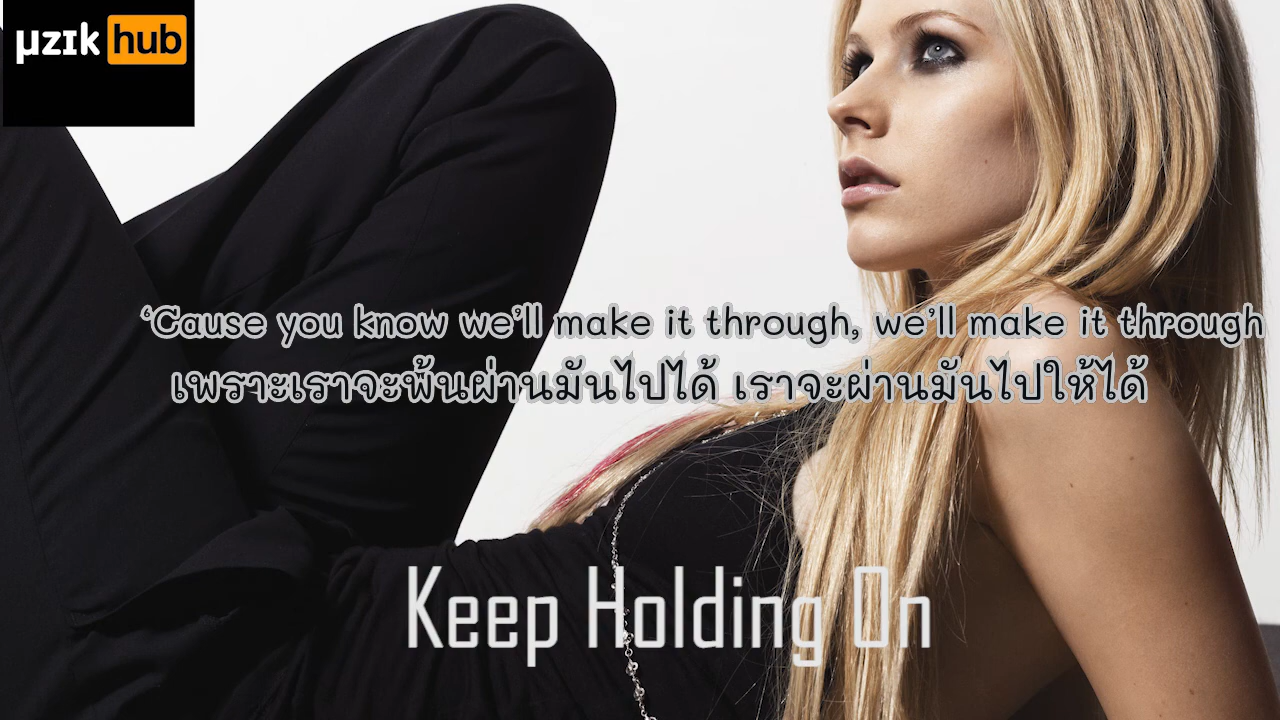 μzɪk hub
‘Cause you know we’ll make it through, we’ll make it through
เพราะเราจะพ้นผ่านมันไปได้ เราจะผ่านมันไปให้ได้
Keep Holding On